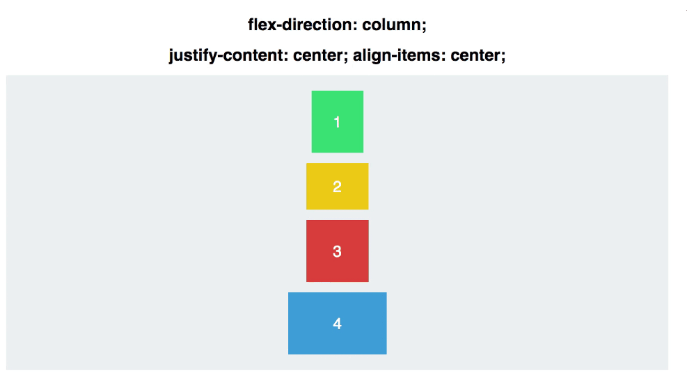 flex-direction: column;
justify-content: center; align-items: center;
1
2
3
4